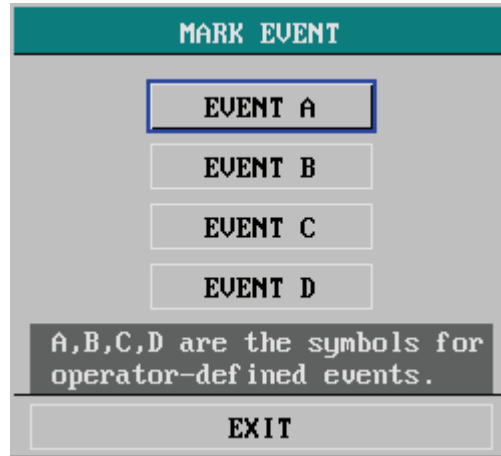 MARK EVENT
EVENT A
EVENT B
EVENT C
EVENT D
A,B,C,D are the symbols for
operator-defined events.
EXIT